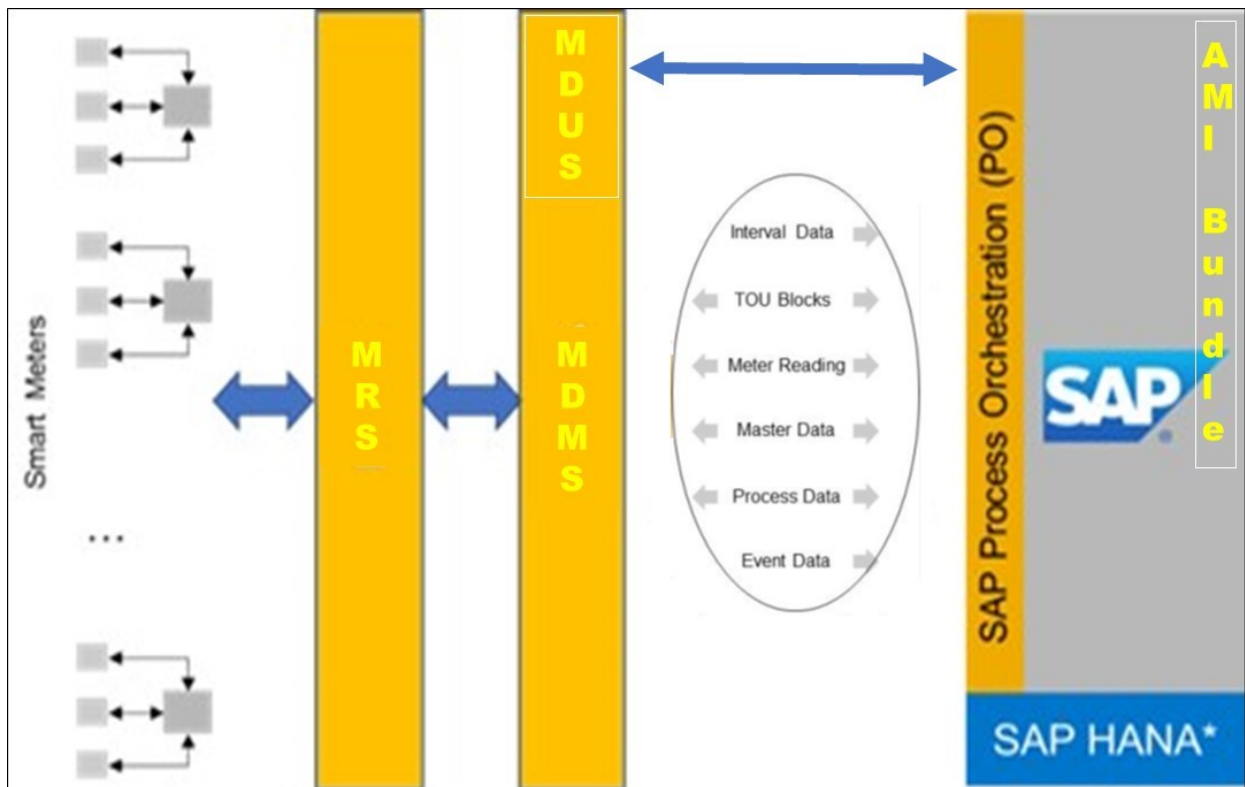 Smart Meters
...
MRS
MDUS
MDMS
Interval Data
TOU Blocks
Meter Reading
Master Data
Process Data
Event Data
SAP Process Orchestration (PO)
SAP®
AMI Bundle
SAP HANA*